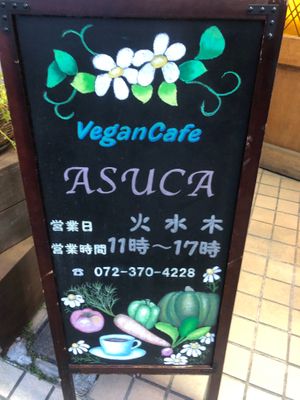 VeganCafe
ASUCA
営業日 火 水 木
営業時間 11時～17時
☎ 072-370-4228